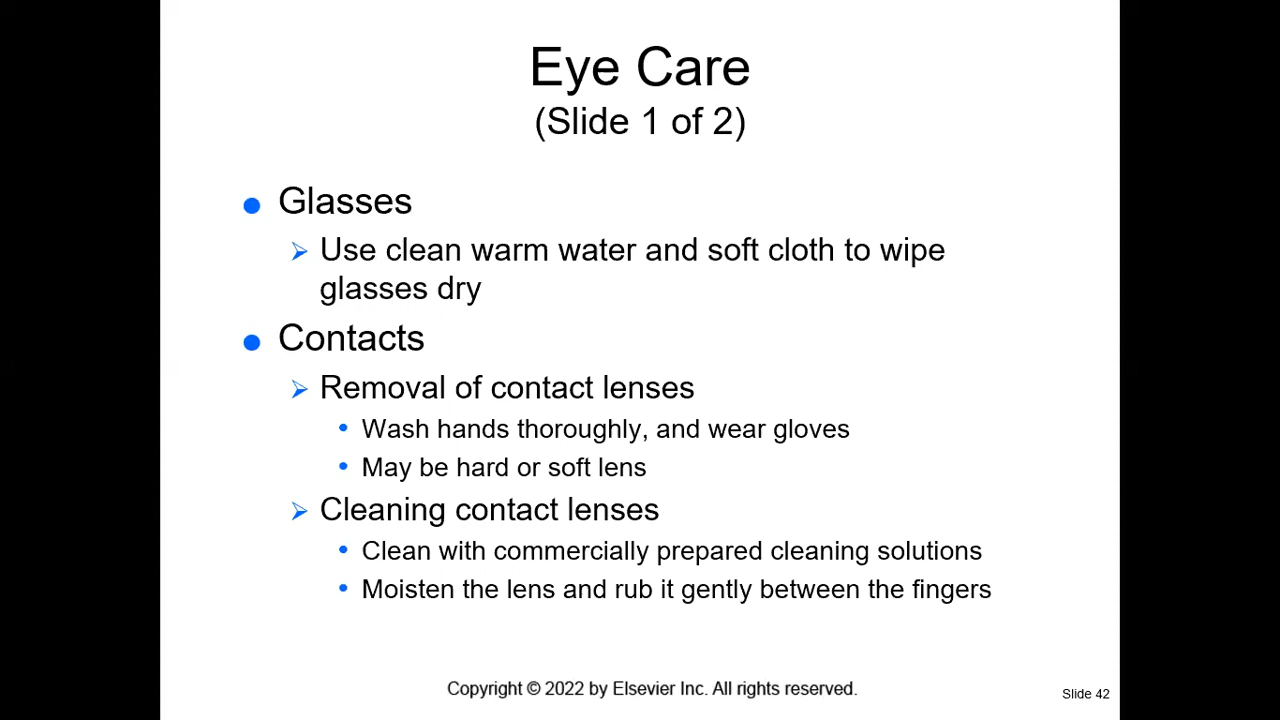 Eye Care
(Slide 1 of 2)
Glasses
Use clean warm water and soft cloth to wipe
glasses dry
Contacts
Removal of contact lenses
Wash hands thoroughly, and wear gloves
May be hard or soft lens
Cleaning contact lenses
Clean with commercially prepared cleaning solutions
Moisten the lens and rub it gently between the fingers
Copyright © 2022 by Elsevier Inc. All rights reserved.
Slide 42